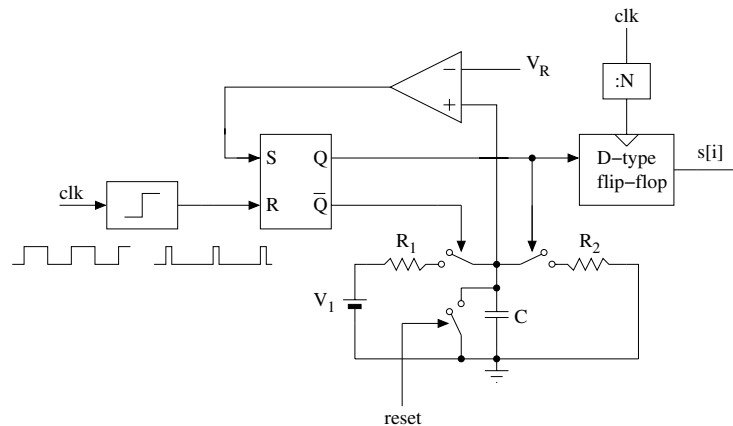 clk
:N
V_R
−
+
S Q
R Q̅
clk
D−type
flip−flop
s[i]
R_1
R_2
V_1
C
reset